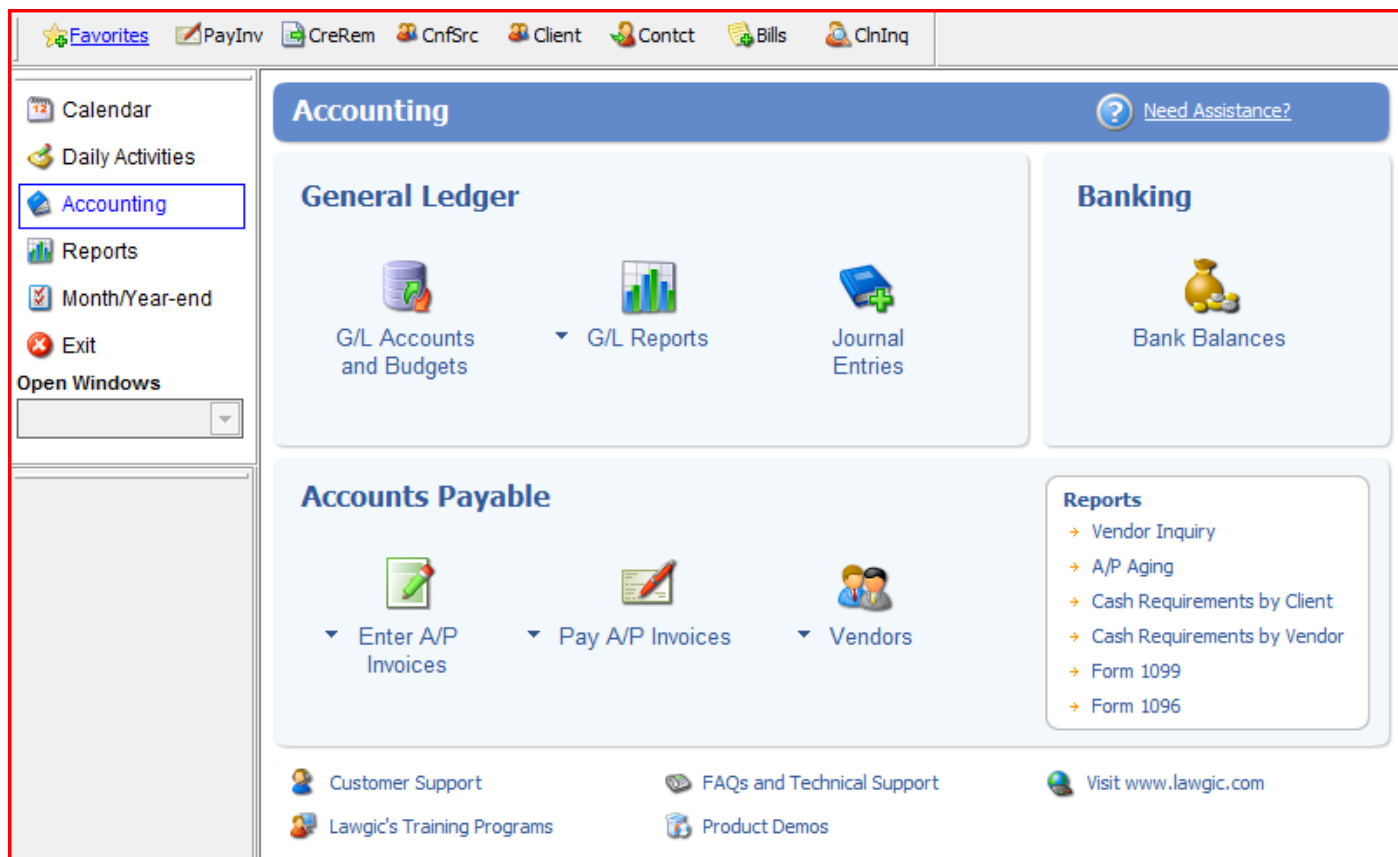 Favorites PayInv CreRem CnfSrc Client Contct Bills ClnInq
Calendar
Daily Activities
Accounting
Reports
Month/Year-end
Exit
Open Windows
Accounting
Need Assistance?
General Ledger
G/L Accounts
and Budgets
G/L Reports
Journal
Entries
Banking
Bank Balances
Accounts Payable
Enter A/P
Invoices
Pay A/P Invoices
Vendors
Reports
Vendor Inquiry
A/P Aging
Cash Requirements by Client
Cash Requirements by Vendor
Form 1099
Form 1096
Customer Support
FAQs and Technical Support
Visit www.lawgic.com
Lawgic's Training Programs
Product Demos